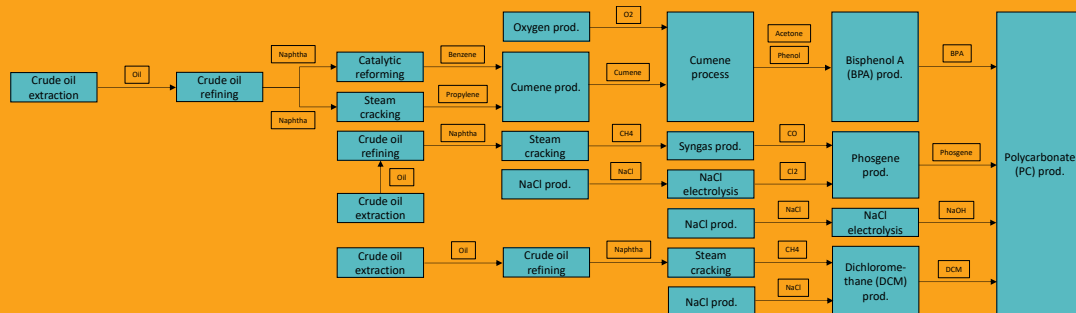 O2
Oxygen prod.
Acetone
Naphtha
Benzene
Phenol
BPA
Catalytic
reforming
Cumene
Cumene
process
Bisphenol A
(BPA) prod.
Oil
Crude oil
extraction
Crude oil
refining
Cumene prod.
Propylene
Steam
cracking
Naphtha
Crude oil
refining
Naphtha
Steam
cracking
CH4
Syngas prod.
CO
Phosgene
prod.
Phosgene
Polycarbonate
(PC) prod.
Oil
NaCl prod.
NaCl
NaCl
electrolysis
Cl2
Crude oil
extraction
NaCl prod.
NaCl
NaCl
electrolysis
NaOH
Crude oil
extraction
Oil
Crude oil
refining
Naphtha
Steam
cracking
CH4
Dichlorome-
thane (DCM)
prod.
DCM
NaCl prod.
NaCl